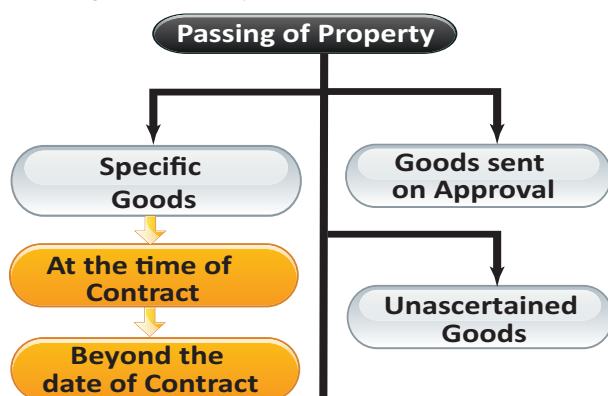 Passing of Property
Specific
Goods
At the time of
Contract
Beyond the
date of Contract
Goods sent
on Approval
Unascertained
Goods